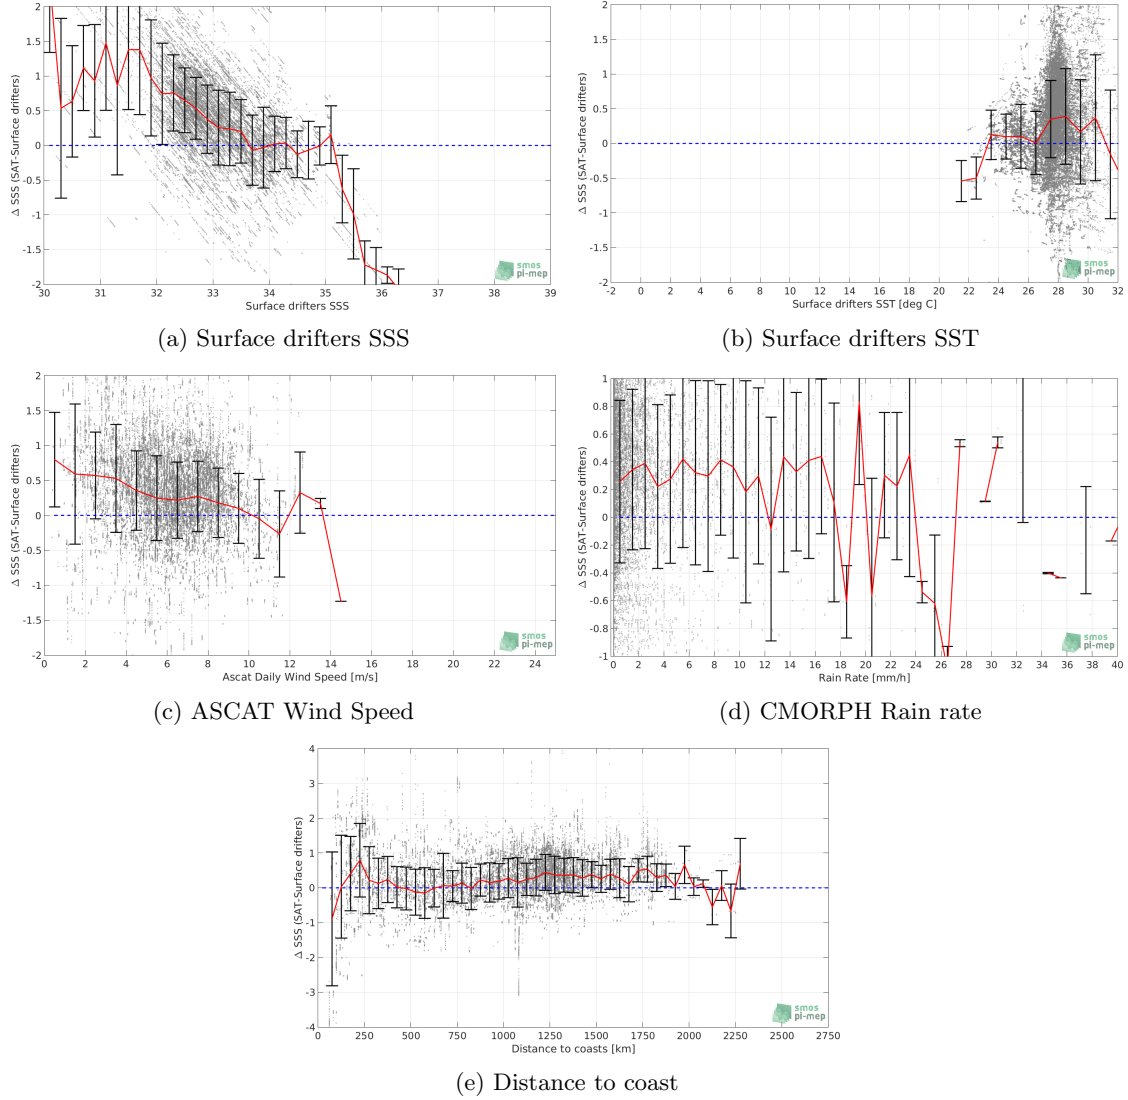 2
1.5
1
0.5
0
-0.5
-1
-1.5
-2
Δ SSS (SAT-Surface drifters)
30 31 32 33 34 35 36 37 38 39
Surface drifters SSS
smos
pi-mep
(a) Surface drifters SSS
2
1.5
1
0.5
0
-0.5
-1
-1.5
-2
Δ SSS (SAT-Surface drifters)
-2 0 2 4 6 8 10 12 14 16 18 20 22 24 26 28 30 32
Surface drifters SST [deg C]
smos
pi-mep
(b) Surface drifters SST
2
1.5
1
0.5
0
-0.5
-1
-1.5
-2
Δ SSS (SAT-Surface drifters)
0 2 4 6 8 10 12 14 16 18 20 22 24
Ascat Daily Wind Speed [m/s]
smos
pi-mep
(c) ASCAT Wind Speed
1
0.8
0.6
0.4
0.2
0
-0.2
-0.4
-0.6
-0.8
-1
Δ SSS (SAT-Surface drifters)
0 2 4 6 8 10 12 14 16 18 20 22 24 26 28 30 32 34 36 38 40
Rain Rate [mm/h]
smos
pi-mep
(d) CMORPH Rain rate
4
3
2
1
0
-1
-2
-3
-4
Δ SSS (SAT-Surface drifters)
0 250 500 750 1000 1250 1500 1750 2000 2250 2500 2750
Distance to coasts [km]
smos
pi-mep
(e) Distance to coast